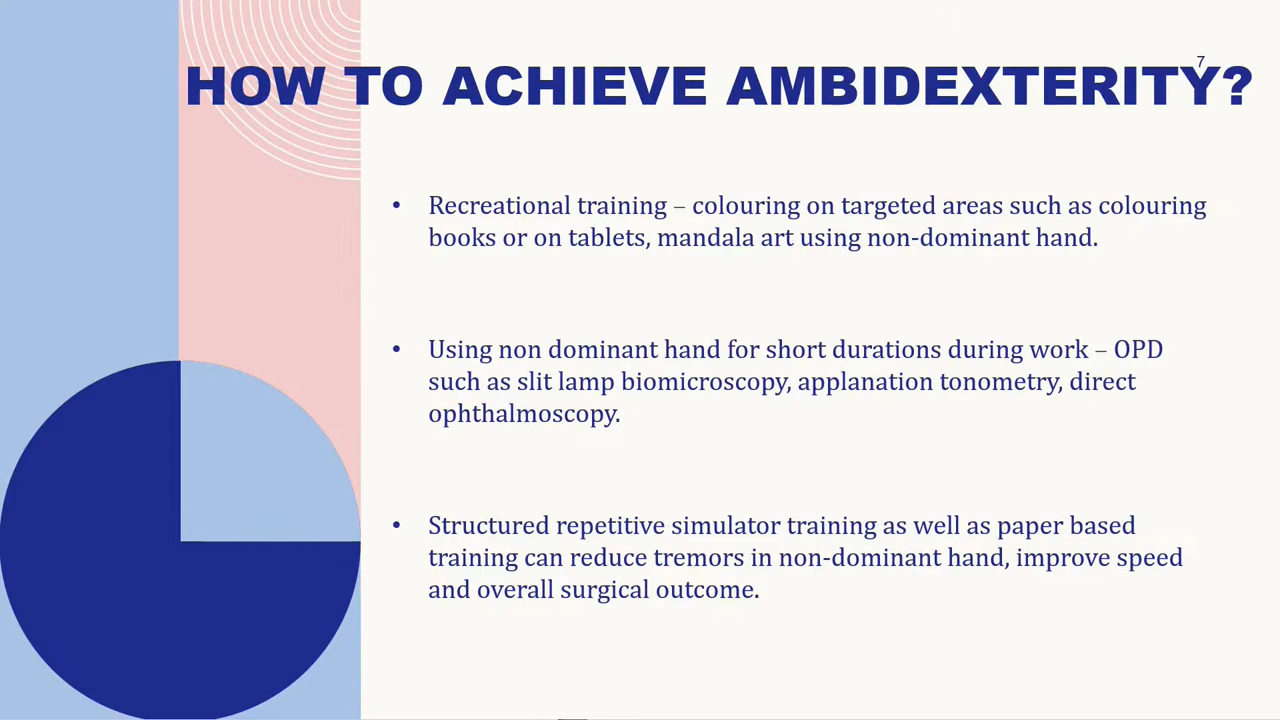 7
HOW TO ACHIEVE AMBIDEXTERITY?
• Recreational training – colouring on targeted areas such as colouring
books or on tablets, mandala art using non-dominant hand.
• Using non dominant hand for short durations during work – OPD
such as slit lamp biomicroscopy, applanation tonometry, direct
ophthalmoscopy.
• Structured repetitive simulator training as well as paper based
training can reduce tremors in non-dominant hand, improve speed
and overall surgical outcome.